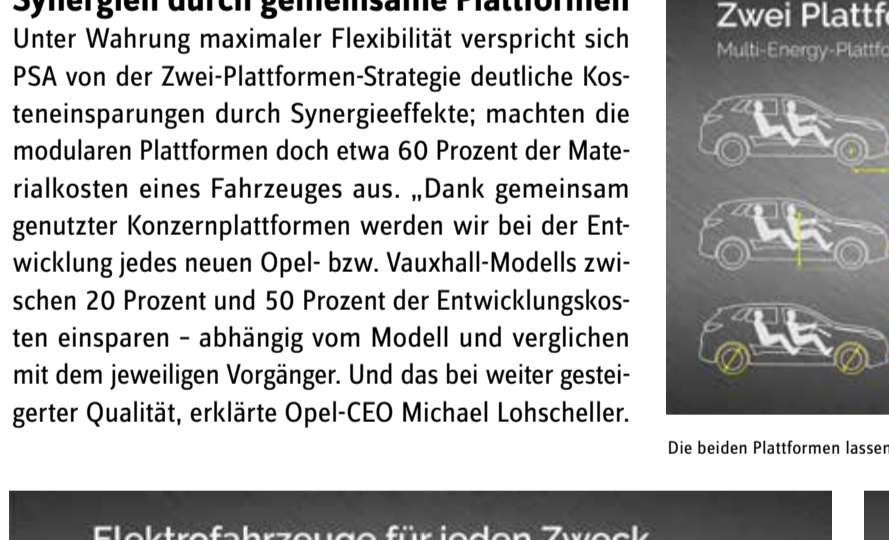 Synergien durch gemeinsame Plattformen
Unter Wahrung maximaler Flexibilität verspricht sich
PSA von der Zwei-Plattformen-Strategie deutliche Kos-
teneinsparungen durch Synergieeffekte; machten die
modularen Plattformen doch etwa 60 Prozent der Mate-
rialkosten eines Fahrzeuges aus. „Dank gemeinsam
genutzter Konzernplattformen werden wir bei der Ent-
wicklung jedes neuen Opel- bzw. Vauxhall-Modells zwi-
schen 20 Prozent und 50 Prozent der Entwicklungskos-
ten einsparen – abhängig vom Modell und verglichen
mit dem jeweiligen Vorgänger. Und das bei weiter gestei-
gerter Qualität, erklärte Opel-CEO Michael Lohscheller.
Zwei Plattf
Multi-Energy-Plattfo
Die beiden Plattformen lassen
Elektrofahrzeuge für jeden Zweck